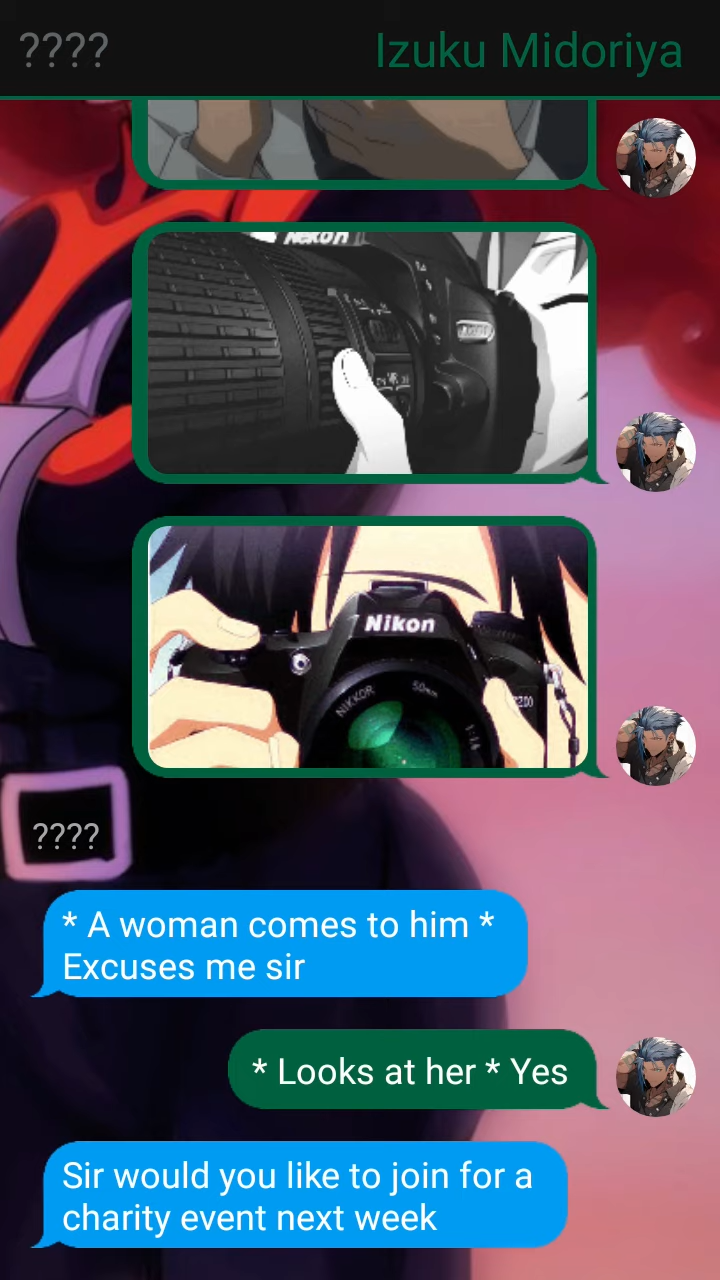 ???? Izuku Midoriya
Nikon
Nikon
NIKKOR 50mm
????
* A woman comes to him *
Excuses me sir
* Looks at her * Yes
Sir would you like to join for a
charity event next week